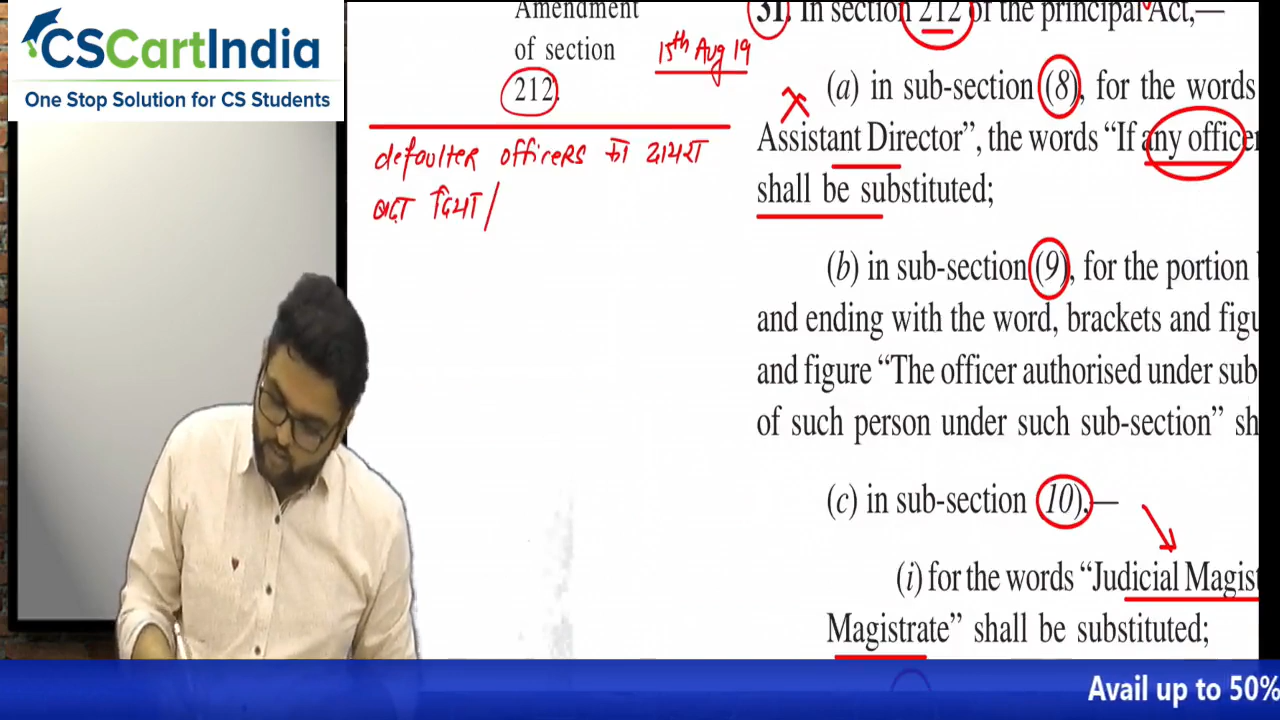 CSCartIndia
One Stop Solution for CS Students
Amendment
of section
212.
15th Aug 19
defaulter officers का दायरा
बढ़ा दिया/
31. In section 212 of the principal Act,—
(a) in sub-section (8), for the words
Assistant Director”, the words “If any officer
shall be substituted;
(b) in sub-section (9), for the portion
and ending with the word, brackets and figu
and figure “The officer authorised under sub
of such person under such sub-section” sh
(c) in sub-section (10),—
(i) for the words “Judicial Magist
Magistrate” shall be substituted;
Avail up to 50%